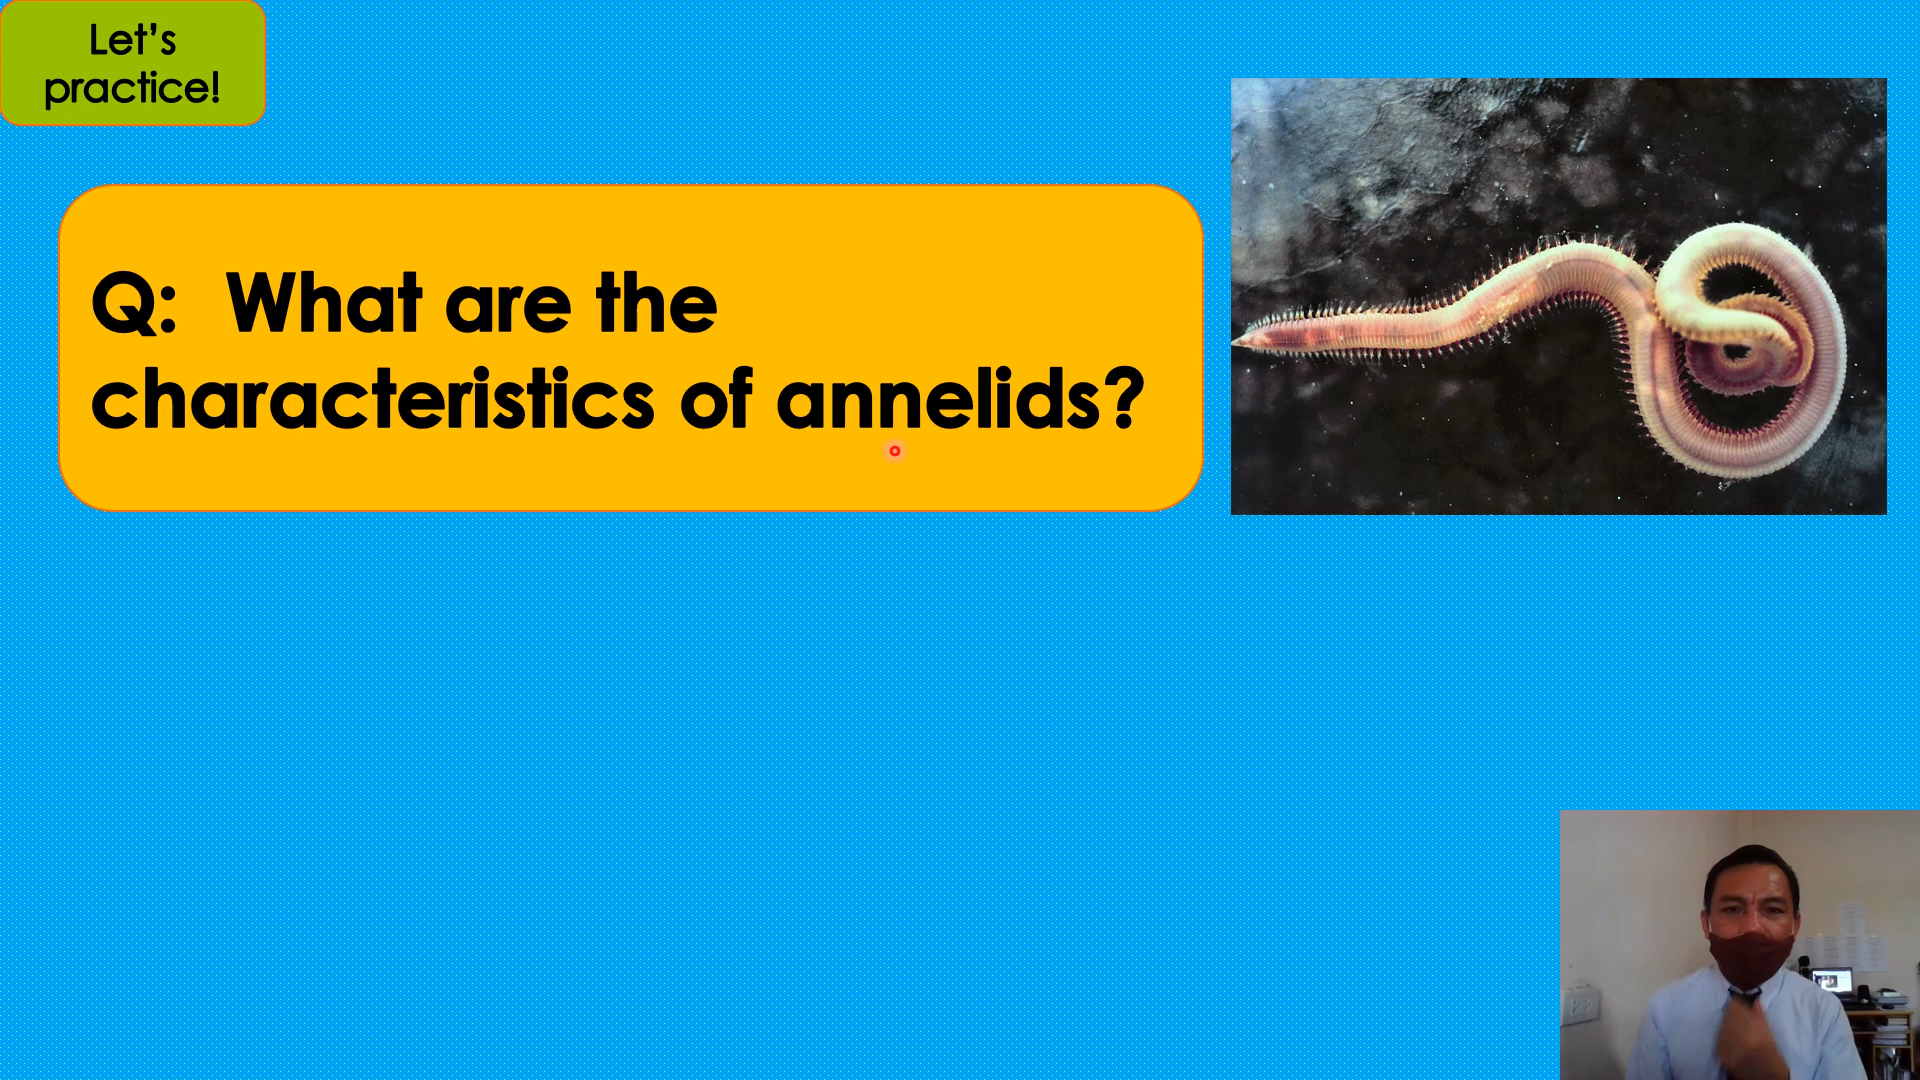 Let’s
practice!
Q:  What are the
characteristics of annelids?